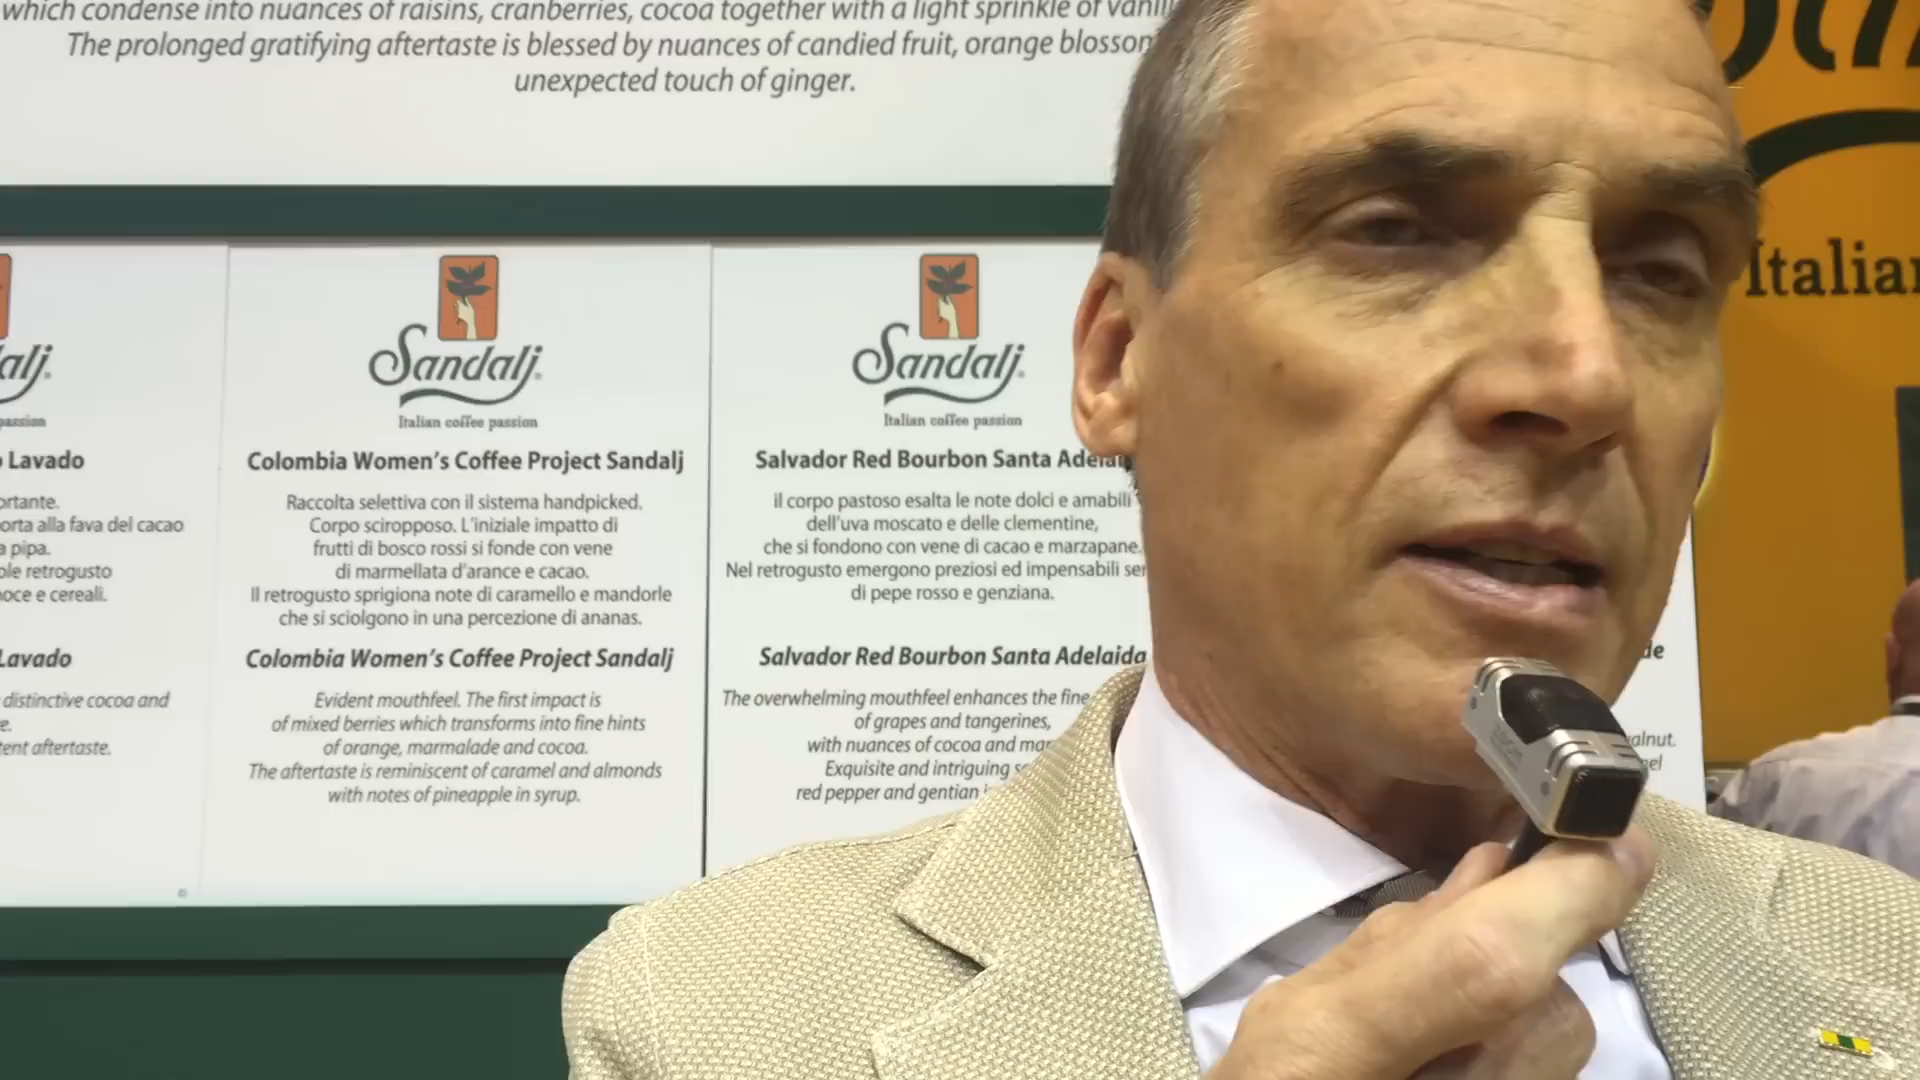 which condense into nuances of raisins, cranberries, cocoa together with a light sprinkle of
The prolonged gratifying aftertaste is blessed by nuances of candied fruit, orange
unexpected touch of ginger.
Lavado
alla fava del cacao
pipa.
retrogusto
e cereali.
Lavado
distinctive cocoa and
aftertaste.
Sandalj
Italian coffee passion
Colombia Women's Coffee Project Sandalj
Raccolta selettiva con il sistema handpicked.
Corpo sciropposo. L'iniziale impatto di
frutti di bosco rossi si fonde con vene
di marmellata d'arance e cacao.
Il retrogusto sprigiona note di caramello e mandorle
che si sciolgono in una percezione di ananas.
Colombia Women's Coffee Project Sandalj
Evident mouthfeel. The first impact is
of mixed berries which transforms into fine hints
of orange, marmalade and cocoa.
The aftertaste is reminiscent of caramel and almonds
with notes of pineapple in syrup.
Sandalj
Italian coffee passion
Salvador Red Bourbon Santa
il corpo pastoso esalta le note dolci e amabili
dell'uva moscato e delle clementine,
che si fondono con vene di cacao e marzapane.
Nel retrogusto emergono preziosi ed impensabili
di pepe rosso e genziana.
Salvador Red Bourbon Santa Adelaida
The overwhelming mouthfeel enhances the fine
of grapes and tangerines,
with nuances of cocoa and
Exquisite and intriguing
red pepper and gentian
Italian